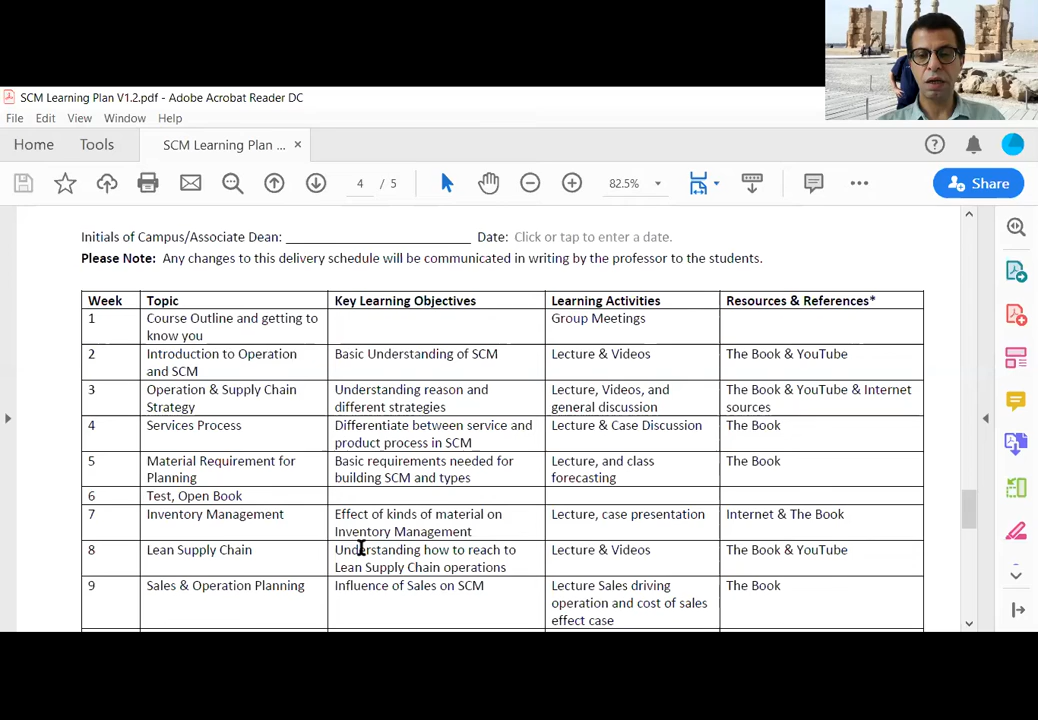 SCM Learning Plan V1.2.pdf - Adobe Acrobat Reader DC
File Edit View Window Help
Home Tools SCM Learning Plan ... ×
4 / 5 82.5% Share
Initials of Campus/Associate Dean: ____________________ Date: Click or tap to enter a date.
Please Note: Any changes to this delivery schedule will be communicated in writing by the professor to the students.
Week Topic Key Learning Objectives Learning Activities Resources & References*
1 Course Outline and getting to Group Meetings
know you
2 Introduction to Operation Basic Understanding of SCM Lecture & Videos The Book & YouTube
and SCM
3 Operation & Supply Chain Understanding reason and Lecture, Videos, and The Book & YouTube & Internet
Strategy different strategies general discussion sources
4 Services Process Differentiate between service and Lecture & Case Discussion The Book
product process in SCM
5 Material Requirement for Basic requirements needed for Lecture, and class The Book
Planning building SCM and types forecasting
6 Test, Open Book
7 Inventory Management Effect of kinds of material on Lecture, case presentation Internet & The Book
Inventory Management
8 Lean Supply Chain Understanding how to reach to Lecture & Videos The Book & YouTube
Lean Supply Chain operations
9 Sales & Operation Planning Influence of Sales on SCM Lecture Sales driving The Book
operation and cost of sales
effect case